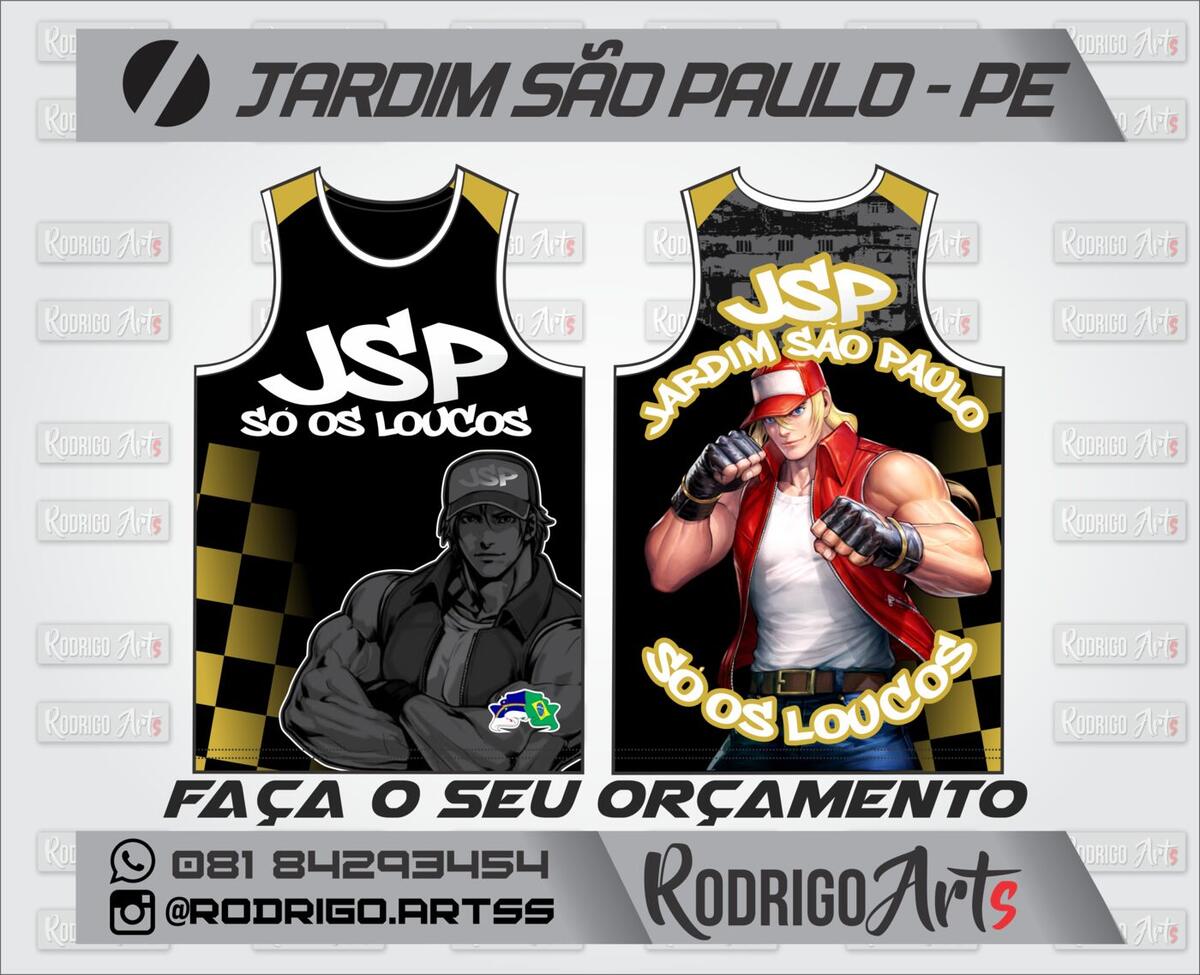 JARDIM SÃO PAULO - PE
JSP
SÓ OS LOUCOS
JSP
JSP
JARDIM SÃO PAULO
SÓ OS LOUCOS
FAÇA O SEU ORÇAMENTO
081 84293454
@RODRIGO.ARTSS
RODRIGO ARTS